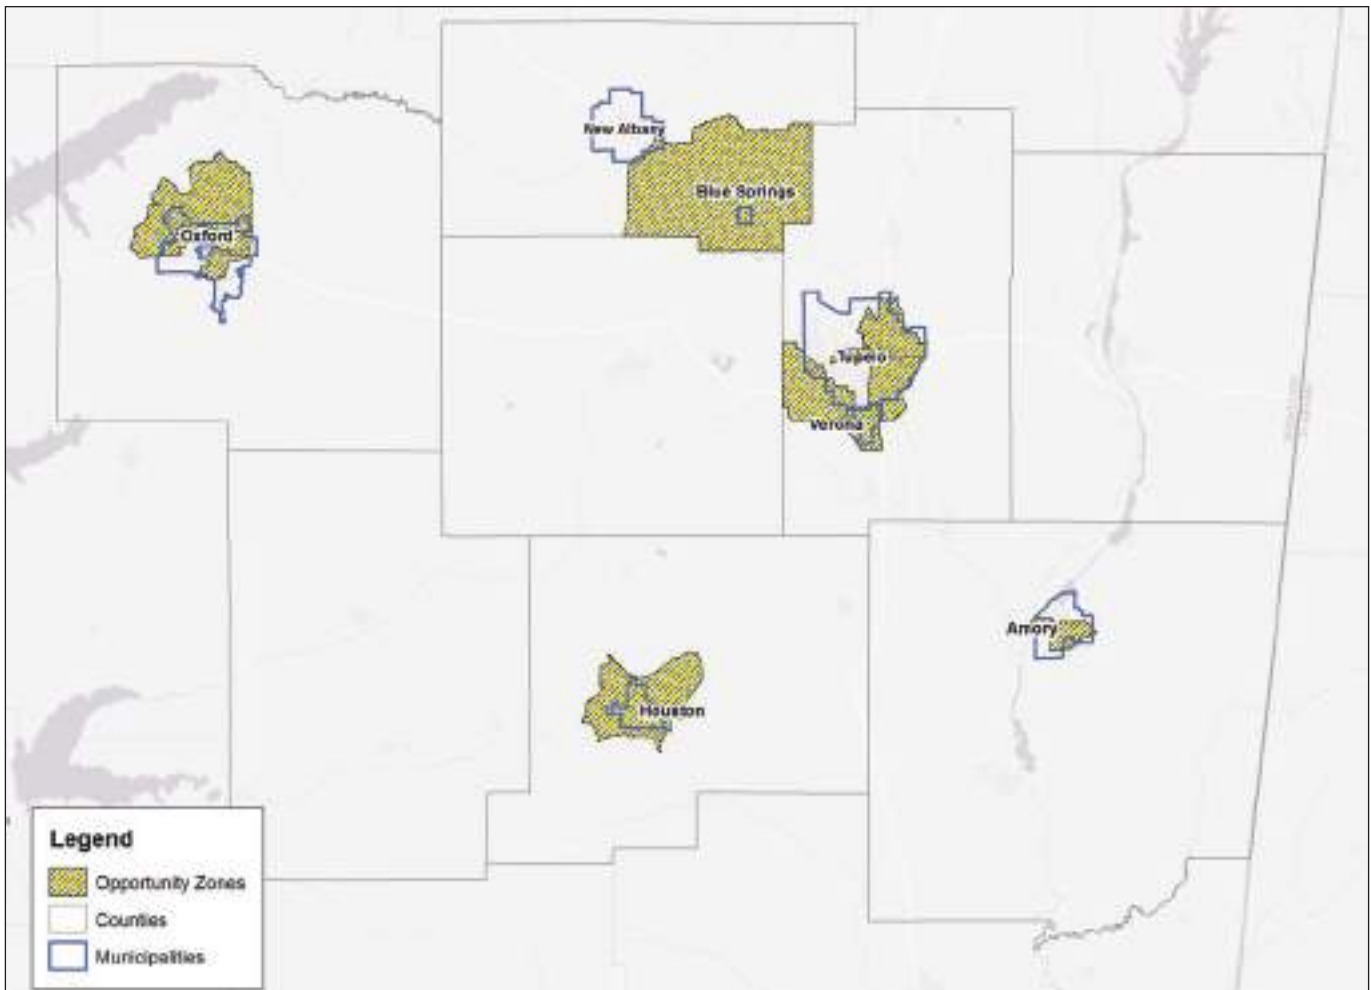 New Albany
Blue Springs
Oxford
Tupelo
Verona
Amory
Houston
Legend
Opportunity Zones
Counties
Municipalities